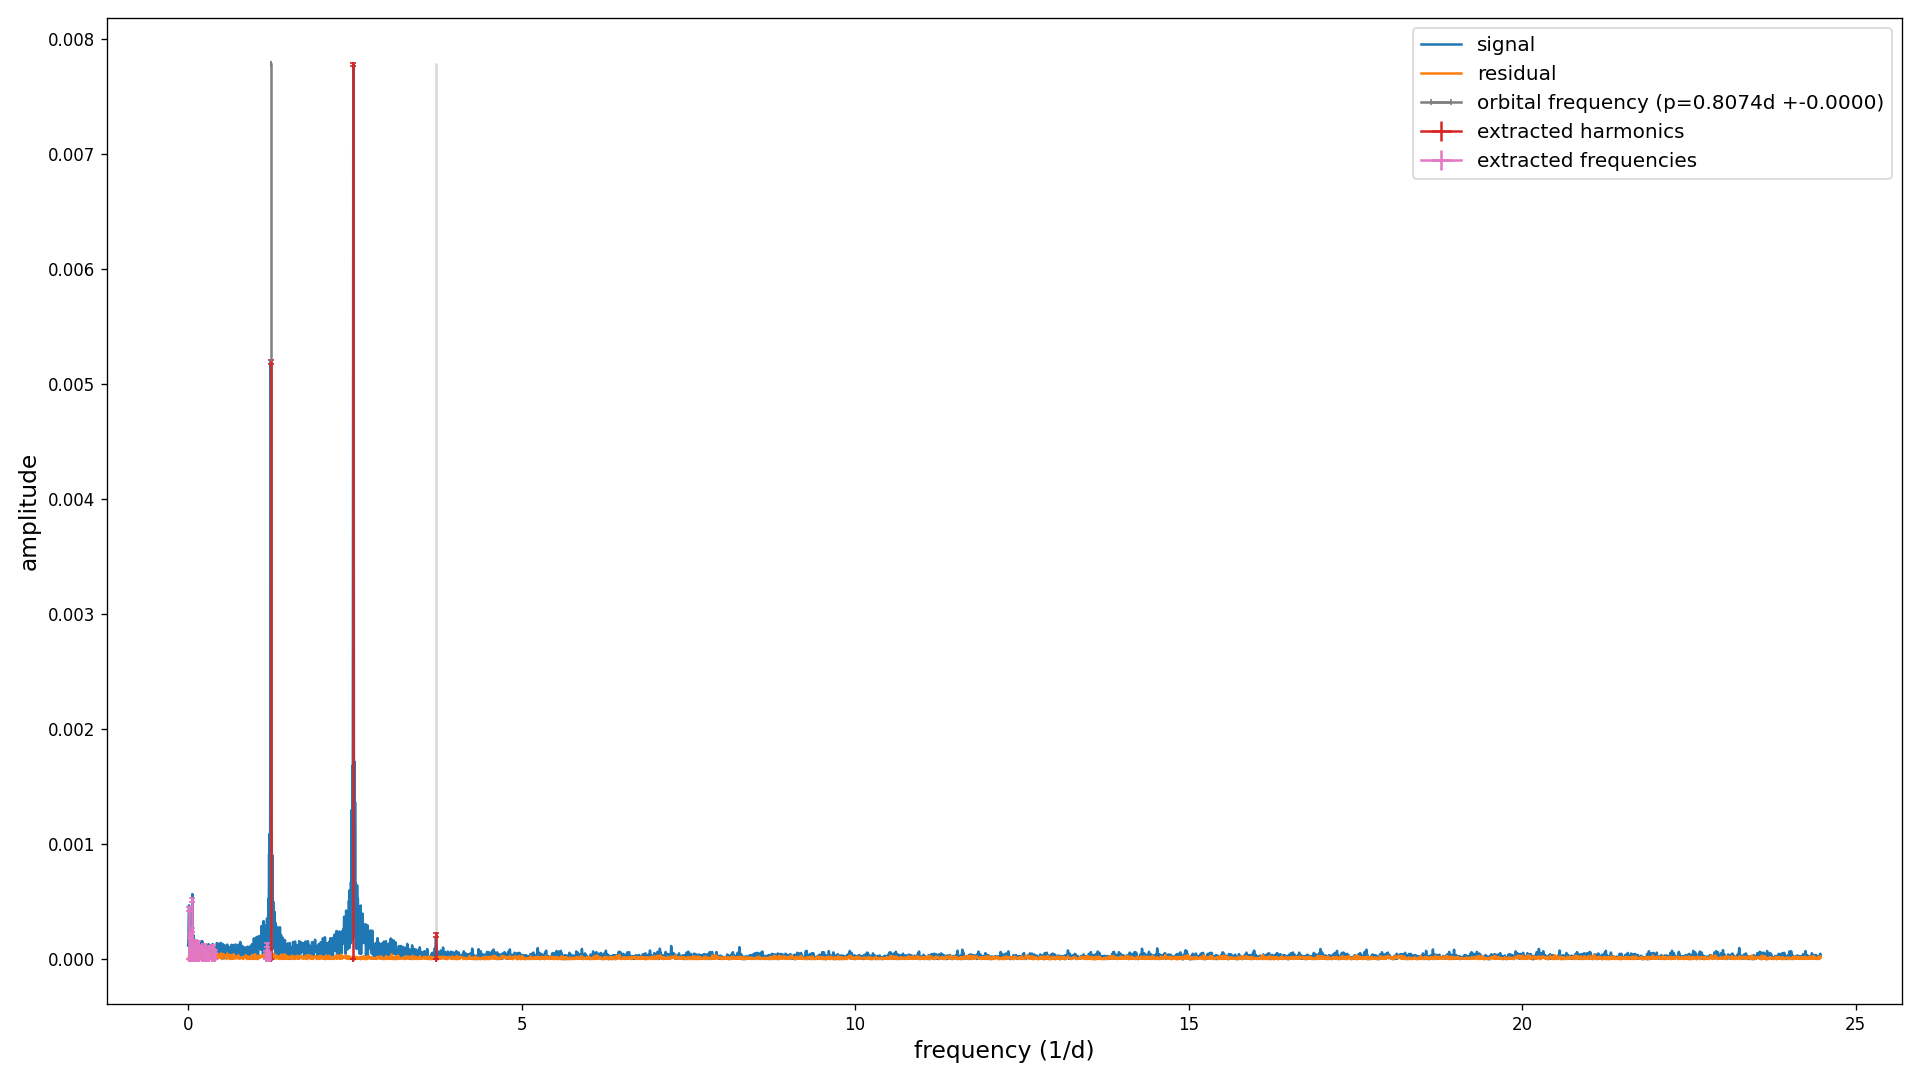 signal
residual
orbital frequency (p=0.8074d +-0.0000)
extracted harmonics
extracted frequencies
0.008
0.007
0.006
0.005
0.004
0.003
0.002
0.001
0.000
amplitude
0 5 10 15 20 25
frequency (1/d)